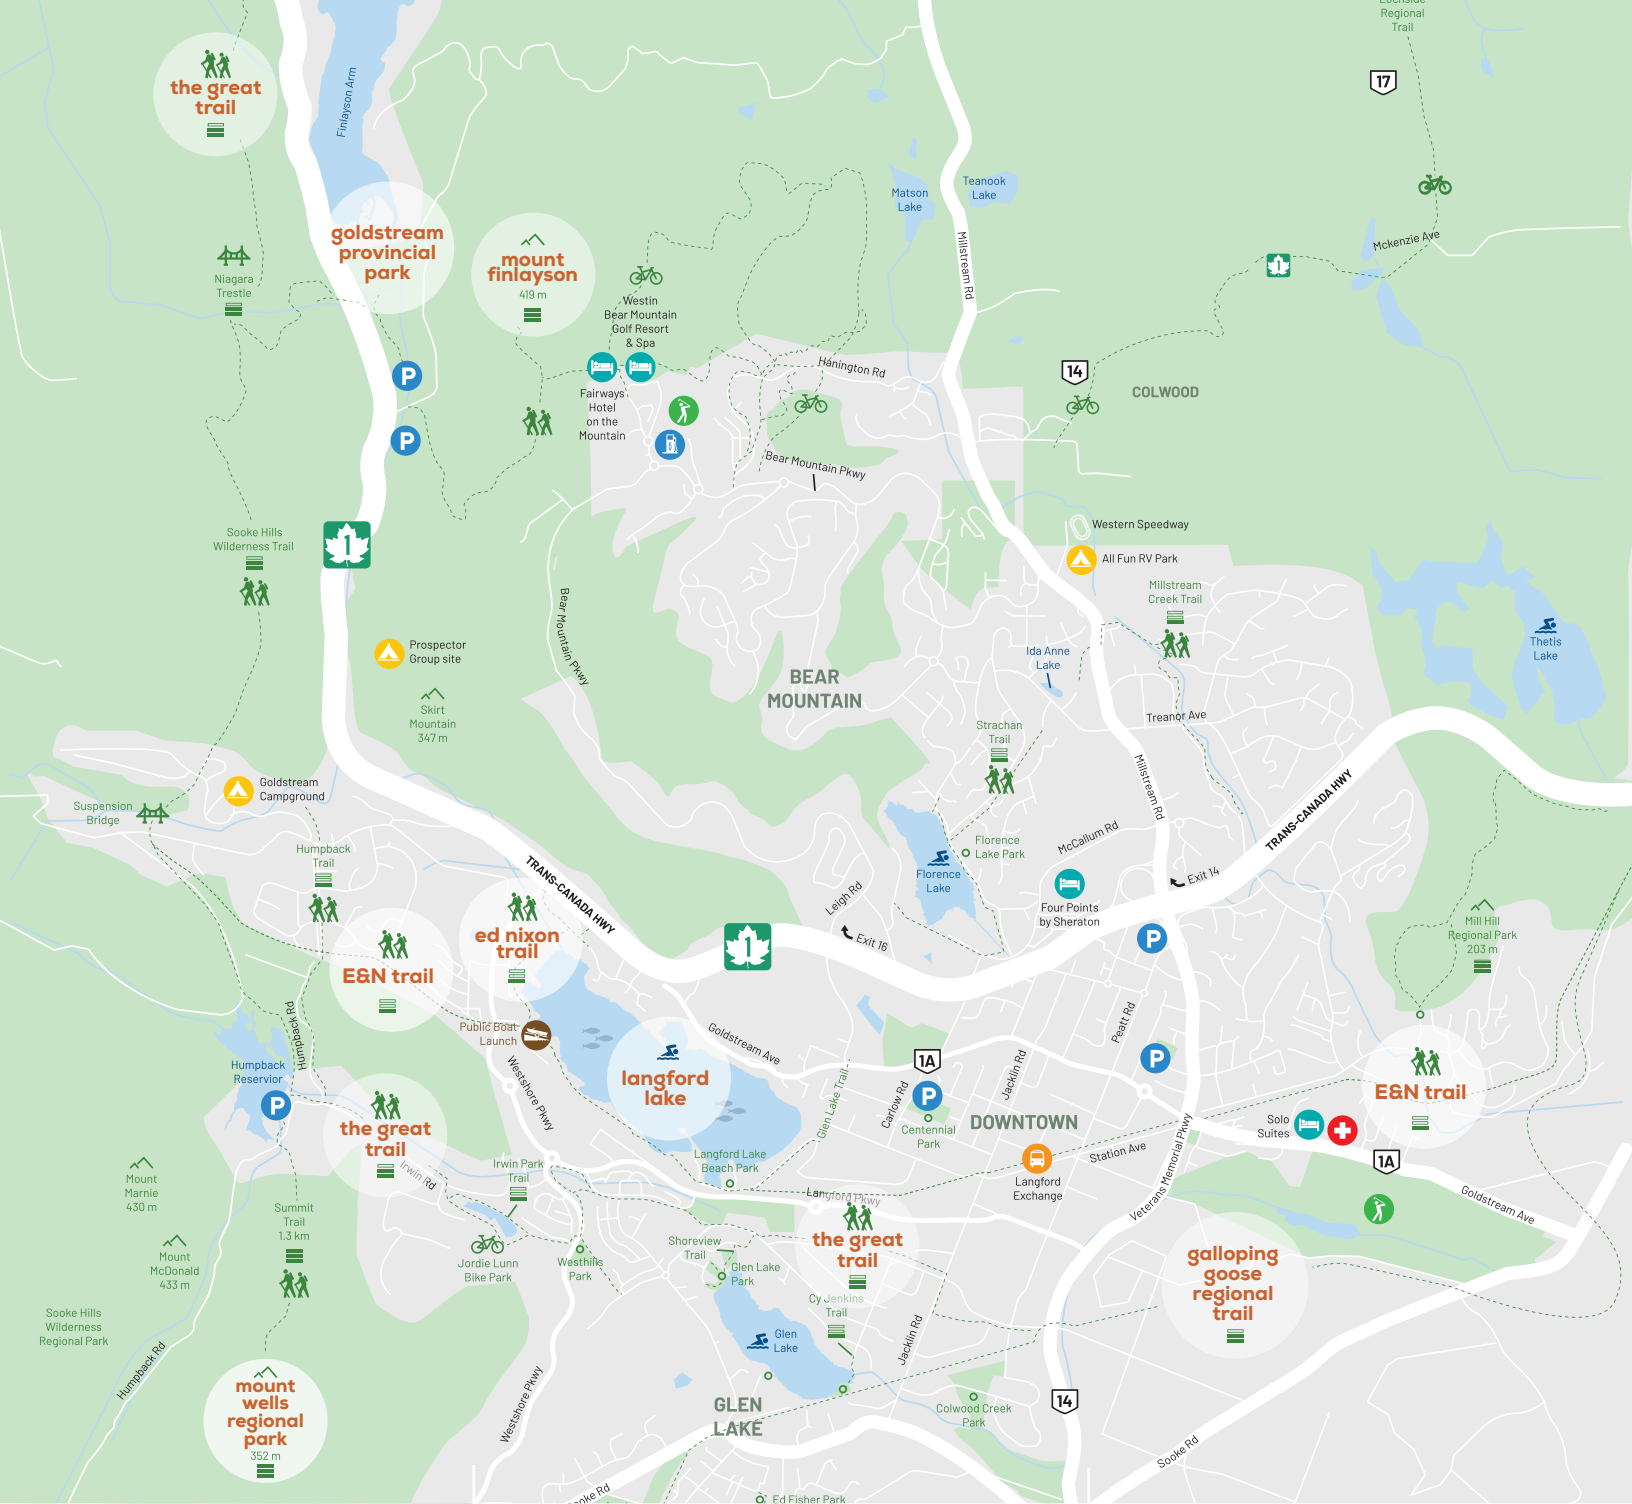 Lochside
Regional
Trail
17
the great
trail
Finlayson Arm
Matson
Lake
Teanook
Lake
Mckenzie Ave
1
goldstream
provincial
park
mount
finlayson
419 m
Niagara
Trestle
Millstream Rd
Westin
Bear Mountain
Golf Resort
& Spa
P
Hanington Rd
14
COLWOOD
Fairways
Hotel
on the
Mountain
P
Bear Mountain Pkwy
Western Speedway
All Fun RV Park
Sooke Hills
Wilderness Trail
1
Millstream
Creek Trail
Bear Mountain Pkwy
Prospector
Group site
Ida Anne
Lake
Thetis
Lake
BEAR
MOUNTAIN
Skirt
Mountain
347 m
Treanor Ave
Strachan
Trail
Millstream Rd
Goldstream
Campground
Suspension
Bridge
TRANS-CANADA HWY
McCallum Rd
Florence
Lake Park
Humpback
Trail
TRANS-CANADA HWY
Florence
Lake
Exit 14
Four Points
by Sheraton
Leigh Rd
Exit 16
P
Mill Hill
Regional Park
203 m
ed nixon
trail
E&N trail
1
Humpback Rd
Public Boat
Launch
Goldstream Ave
Peatt Rd
1A
P
Jacklin Rd
Humpback
Reservior
P
Westshore Pkwy
langford
lake
Glen Lake Trail
Carlow Rd
P
Centennial
Park
DOWNTOWN
E&N trail
Solo
Suites
the great
trail
Irwin Rd
Langford Lake
Beach Park
Station Ave
Langford
Exchange
Veterans Memorial Pkwy
1A
Goldstream Ave
Mount
Marnie
430 m
Irwin Park
Trail
Langford Pkwy
Summit
Trail
1.3 km
Mount
McDonald
433 m
Jordie Lunn
Bike Park
Westhills
Park
Shoreview
Trail
Glen Lake
Park
the great
trail
galloping
goose
regional
trail
Cy Jenkins
Trail
Sooke Hills
Wilderness
Regional Park
Humpback Rd
Glen
Lake
Jacklin Rd
mount
wells
regional
park
352 m
Westshore Pkwy
GLEN
LAKE
Colwood Creek
Park
14
Sooke Rd
Sooke Rd
Ed Fisher Park